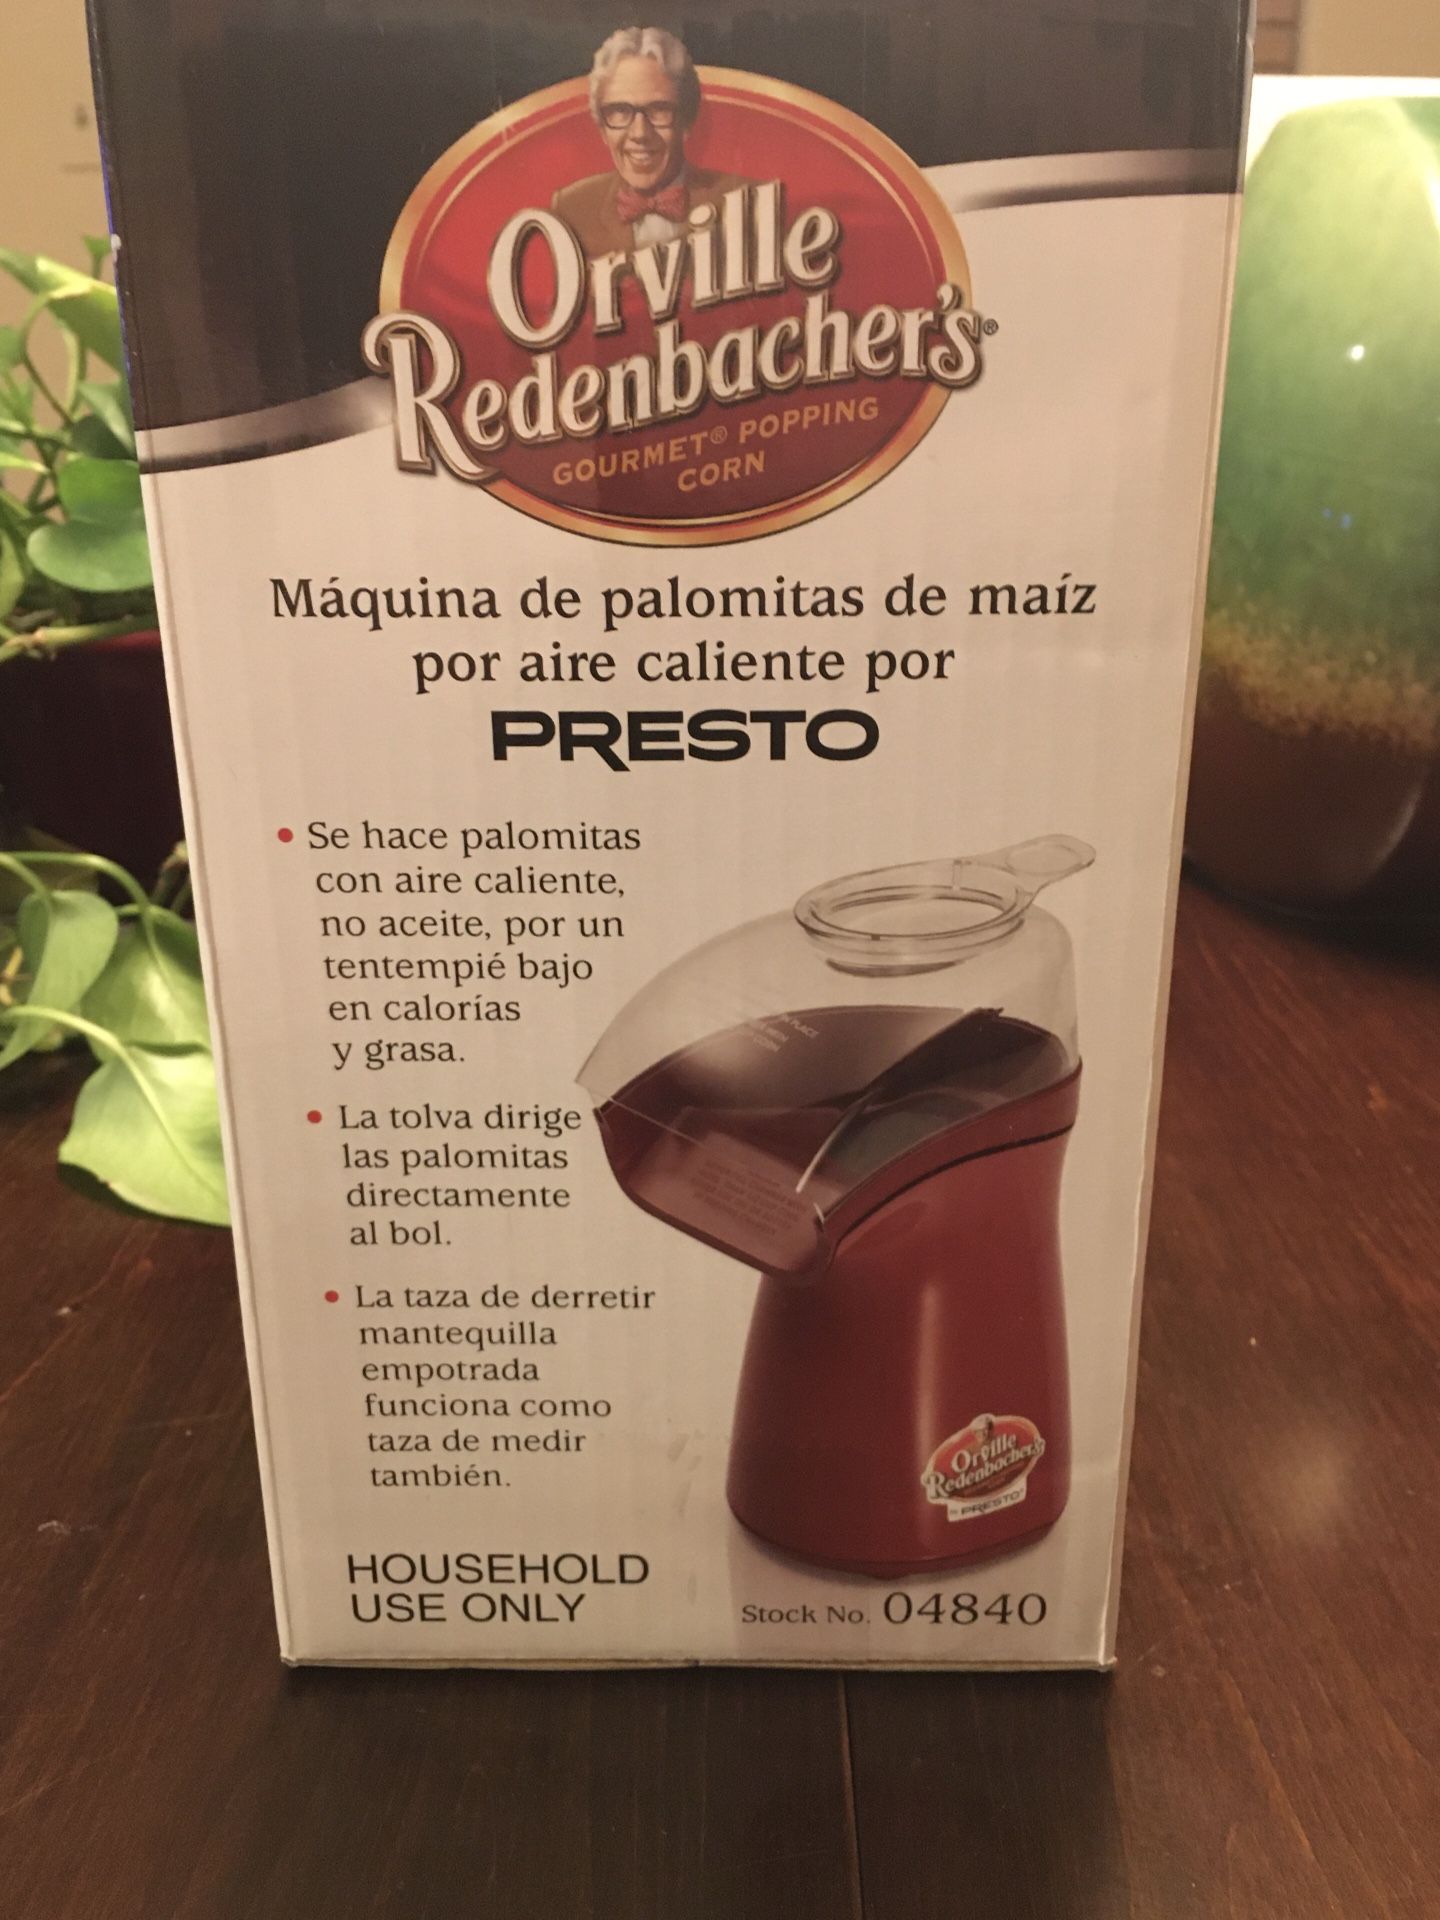 Orville
Redenbacher's®
GOURMET® POPPING
CORN
Máquina de palomitas de maíz
por aire caliente por
PRESTO
• Se hace palomitas
con aire caliente,
no aceite, por un
tentempié bajo
en calorías
y grasa.
• La tolva dirige
las palomitas
directamente
al bol.
• La taza de derretir
mantequilla
empotrada
funciona como
taza de medir
también.
HOUSEHOLD
USE ONLY
Orville
Redenbacher's
PRESTO
Stock No. 04840